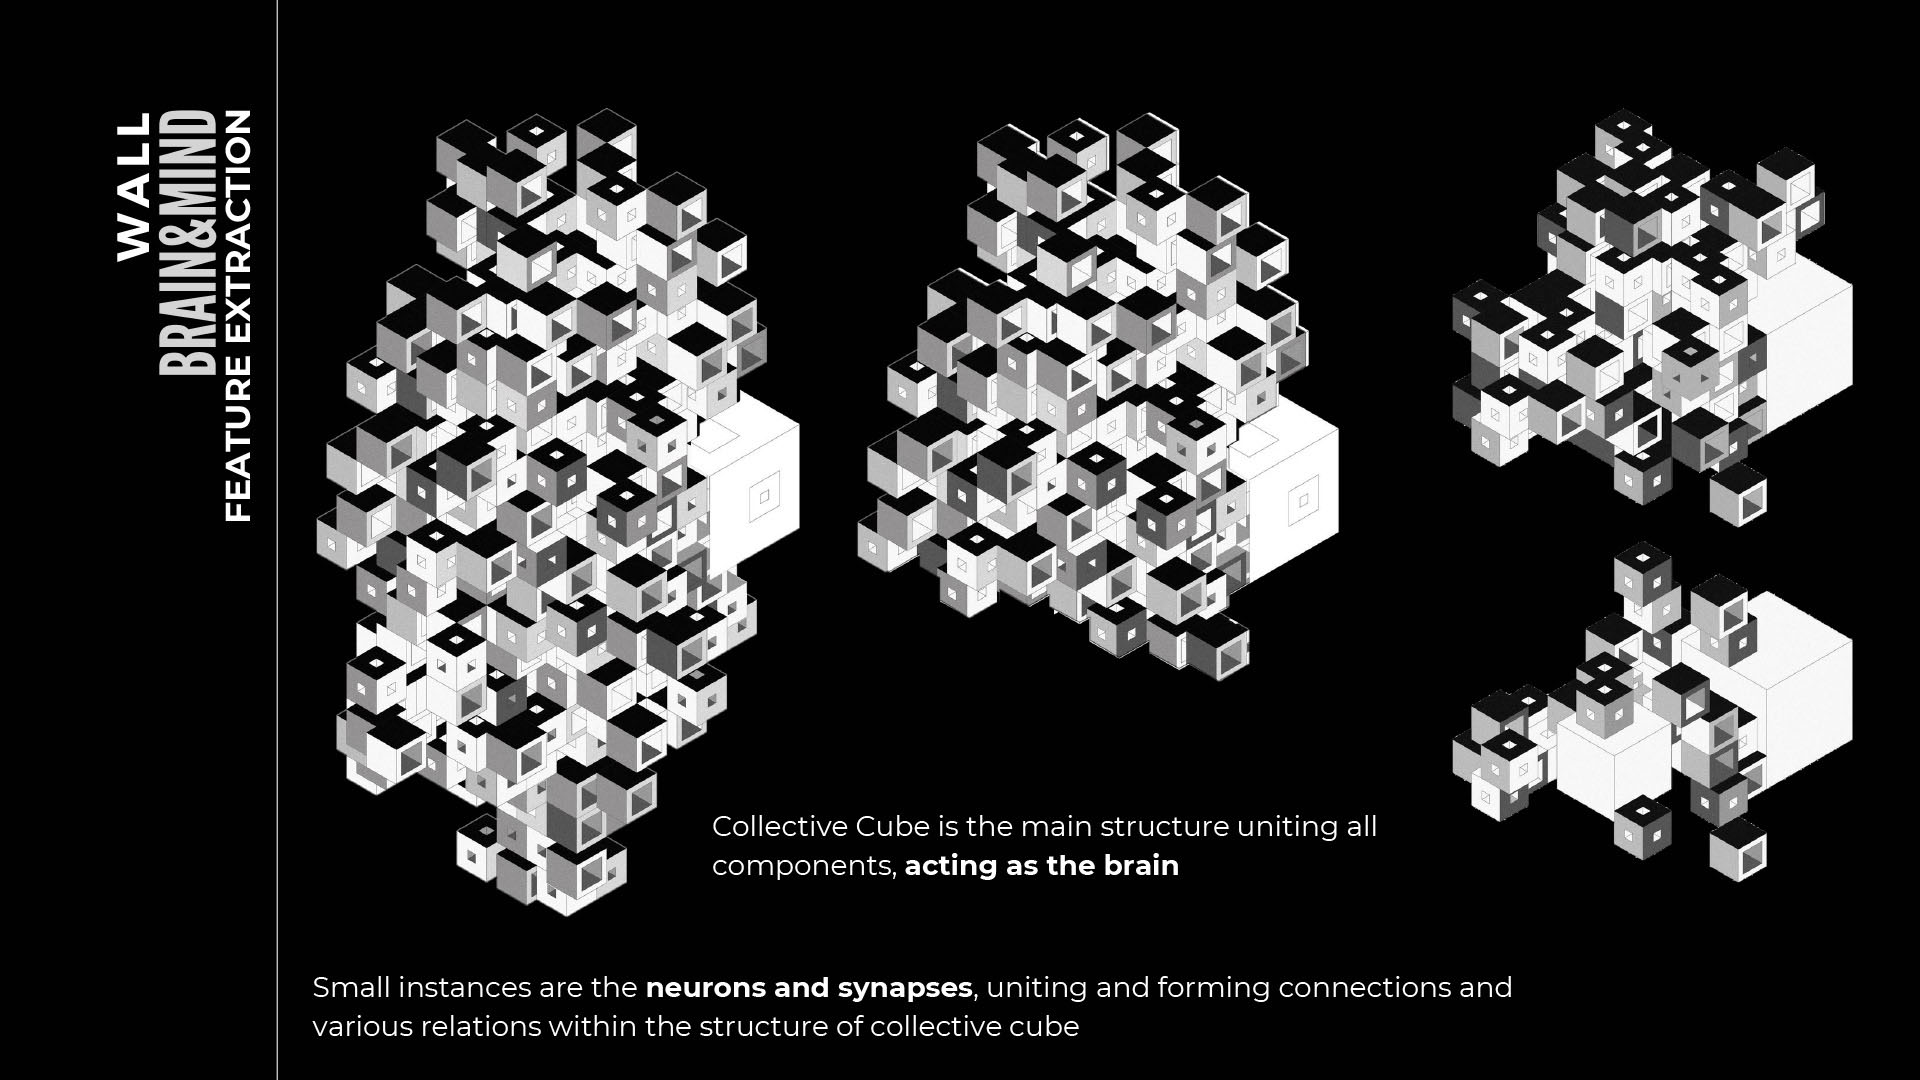 WALL
BRAIN&MIND
FEATURE EXTRACTION
Collective Cube is the main structure uniting all
components, acting as the brain
Small instances are the neurons and synapses, uniting and forming connections and
various relations within the structure of collective cube